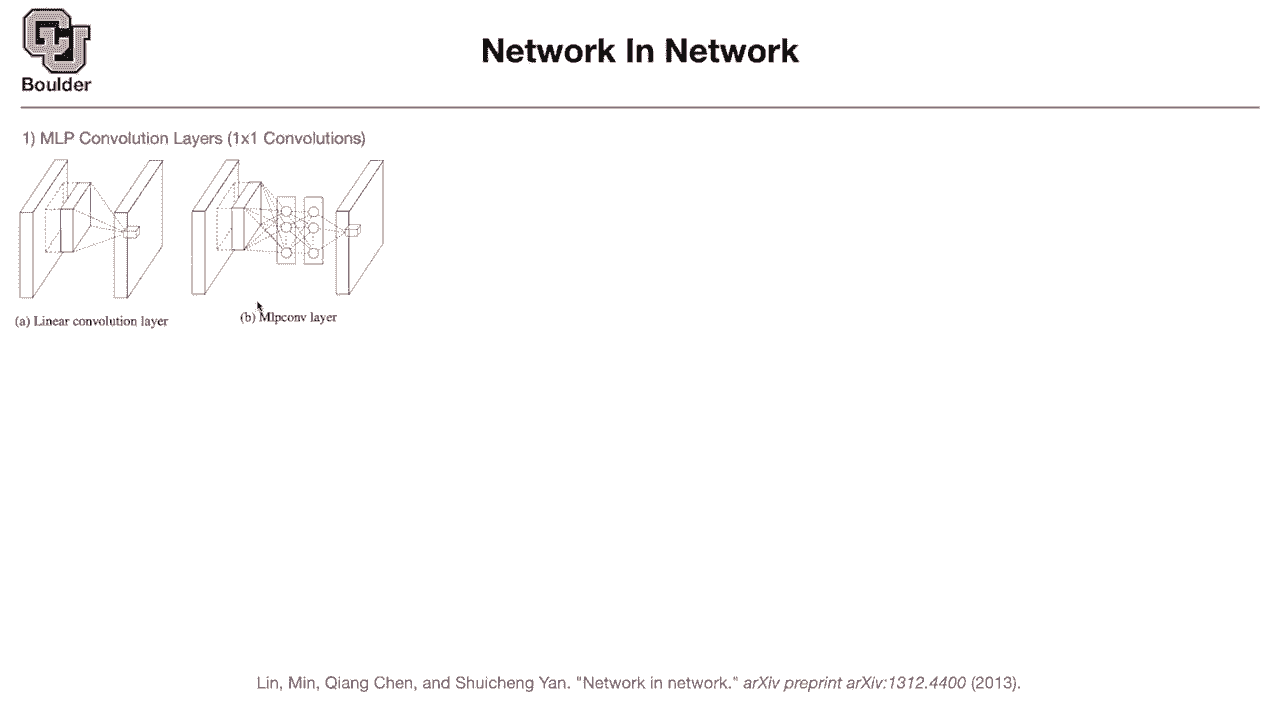 Boulder
Network In Network
1) MLP Convolution Layers (1x1 Convolutions)
(a) Linear convolution layer
(b) Mlpconv layer
Lin, Min, Qiang Chen, and Shuicheng Yan. "Network in network." arXiv preprint arXiv:1312.4400 (2013).